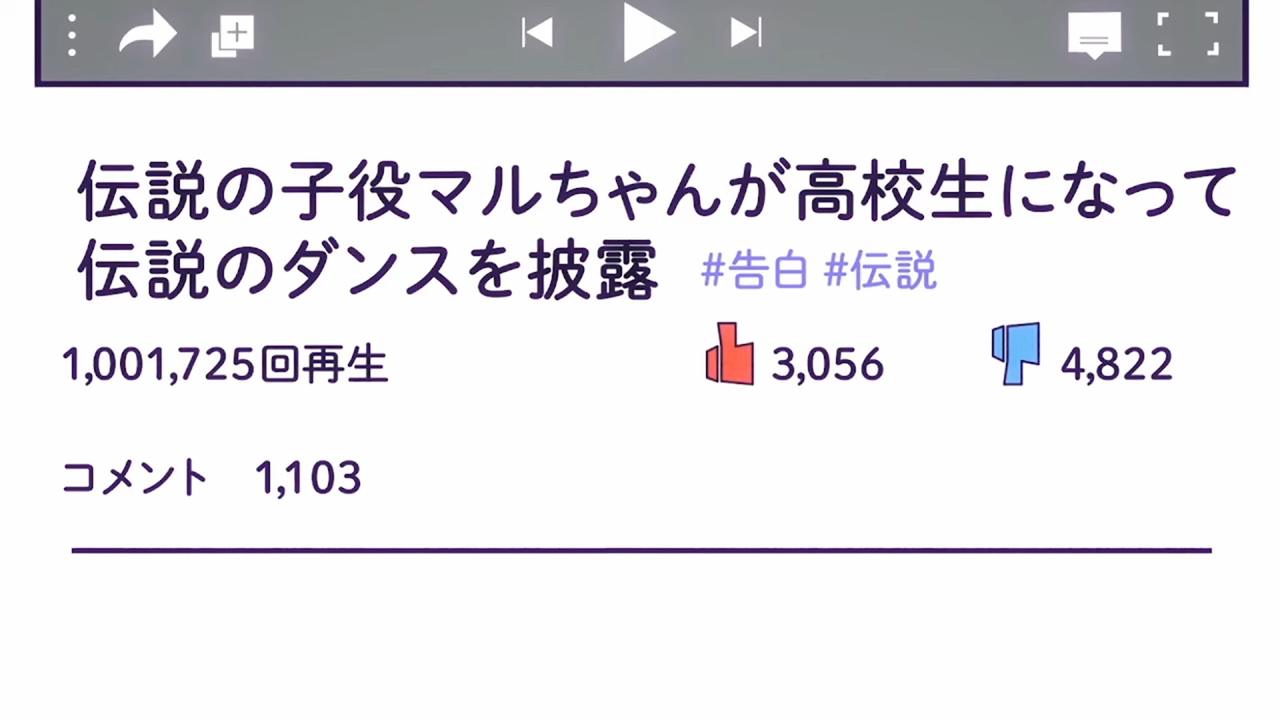 伝説の子役マルちゃんが高校生になって
伝説のダンスを披露 #告白 #伝説
1,001,725回再生 3,056 4,822
コメント 1,103